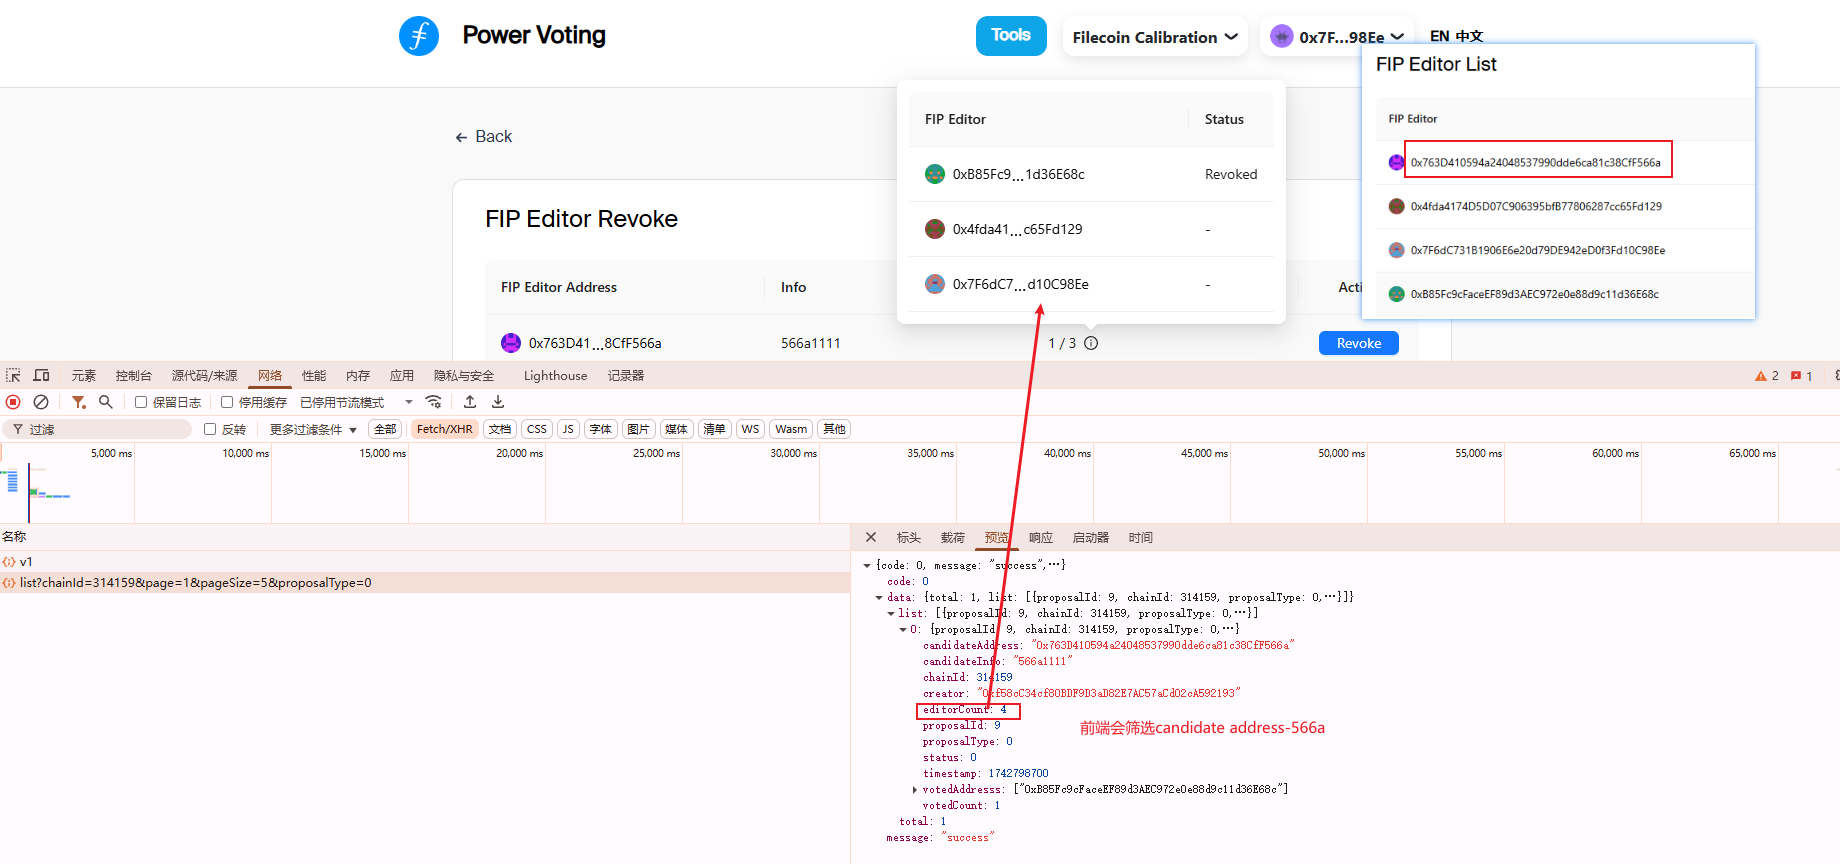 Power Voting
Tools
Filecoin Calibration
0x7F...98Ee
EN 中文
FIP Editor List
FIP Editor
0x763D410594a24048537990dde6ca81c38CfF566a
0x4fda4174D5D07C906395bfB77806287cc65Fd129
0x7F6dC731B1906E6e20d79DE942eD0f3Fd10C98Ee
0xB85Fc9cFaceEF89d3AEC972e0e88d9c11d36E68c
FIP Editor Status
0xB85Fc9...1d36E68c Revoked
0x4fda41...c65Fd129 -
0x7F6dC7...d10C98Ee -
← Back
FIP Editor Revoke
FIP Editor Address Info Acti
0x763D41...8CfF566a 566a1111 1 / 3 Revoke
元素 控制台 源代码/来源 网络 性能 内存 应用 隐私与安全 Lighthouse 记录器 2 1
保留日志 停用缓存 已停用节流模式
过滤 反转 更多过滤条件 全部 Fetch/XHR 文档 CSS JS 字体 图片 媒体 清单 WS Wasm 其他
5,000 ms 10,000 ms 15,000 ms 20,000 ms 25,000 ms 30,000 ms 35,000 ms 40,000 ms 45,000 ms 50,000 ms 55,000 ms 60,000 ms 65,000 ms
名称
v1
list?chainId=314159&page=1&pageSize=5&proposalType=0
标头 载荷 预览 响应 启动器 时间
{code: 0, message: "success",…}
code: 0
data: {total: 1, list: [{proposalId: 9, chainId: 314159, proposalType: 0,…}]}
list: [{proposalId: 9, chainId: 314159, proposalType: 0,…}]
0: {proposalId: 9, chainId: 314159, proposalType: 0,…}
candidateAddress: "0x763D410594a24048537990dde6ca81c38CfF566a"
candidateInfo: "566a1111"
chainId: 314159
creator: "0xf58cC34cf80BDF9D3aD82E7AC57aCd02cA592193"
editorCount: 4
proposalId: 9
前端会筛选candidate address-566a
proposalType: 0
status: 0
timestamp: 1742798700
votedAddresss: ["0xB85Fc9cFaceEF89d3AEC972e0e88d9c11d36E68c"]
votedCount: 1
total: 1
message: "success"